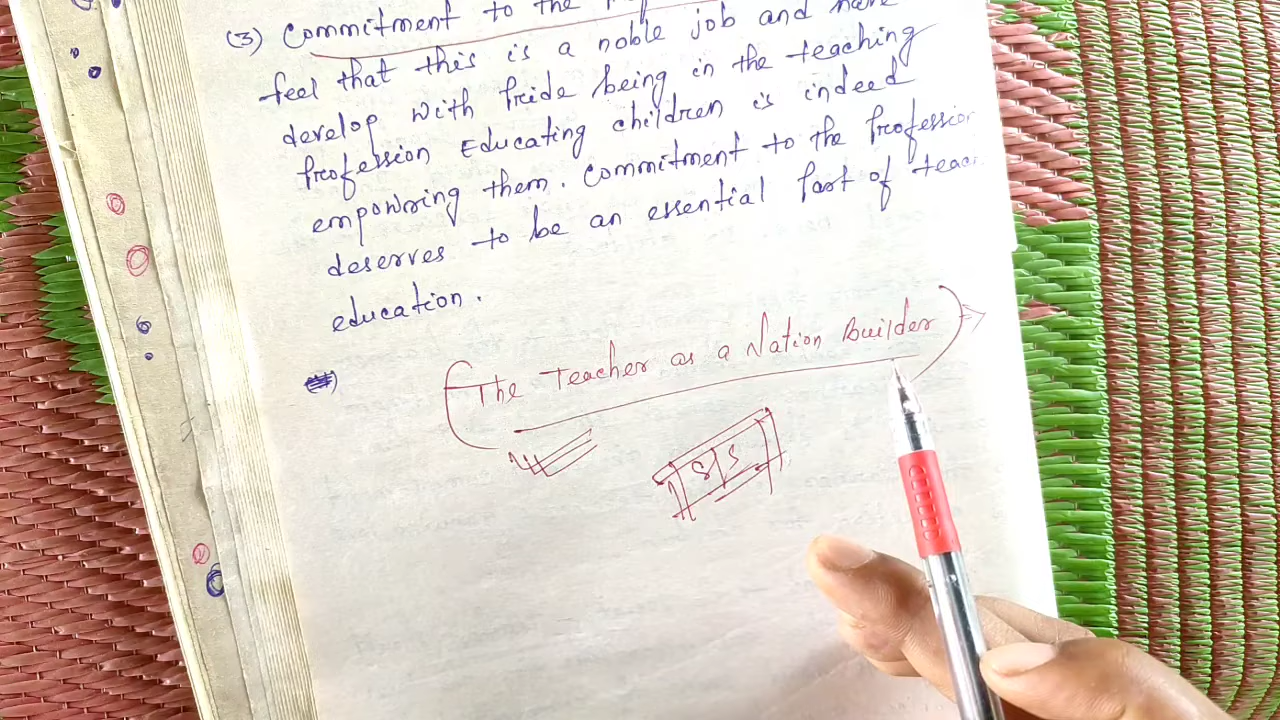 (3) Commitment to the
feel that this is a noble job and have
develop with Pride being in the teaching
Profession Educating children is indeed
empowring them. Commitment to the Profession
deserves to be an essential Part of
education.
The Teacher as a Nation Builder